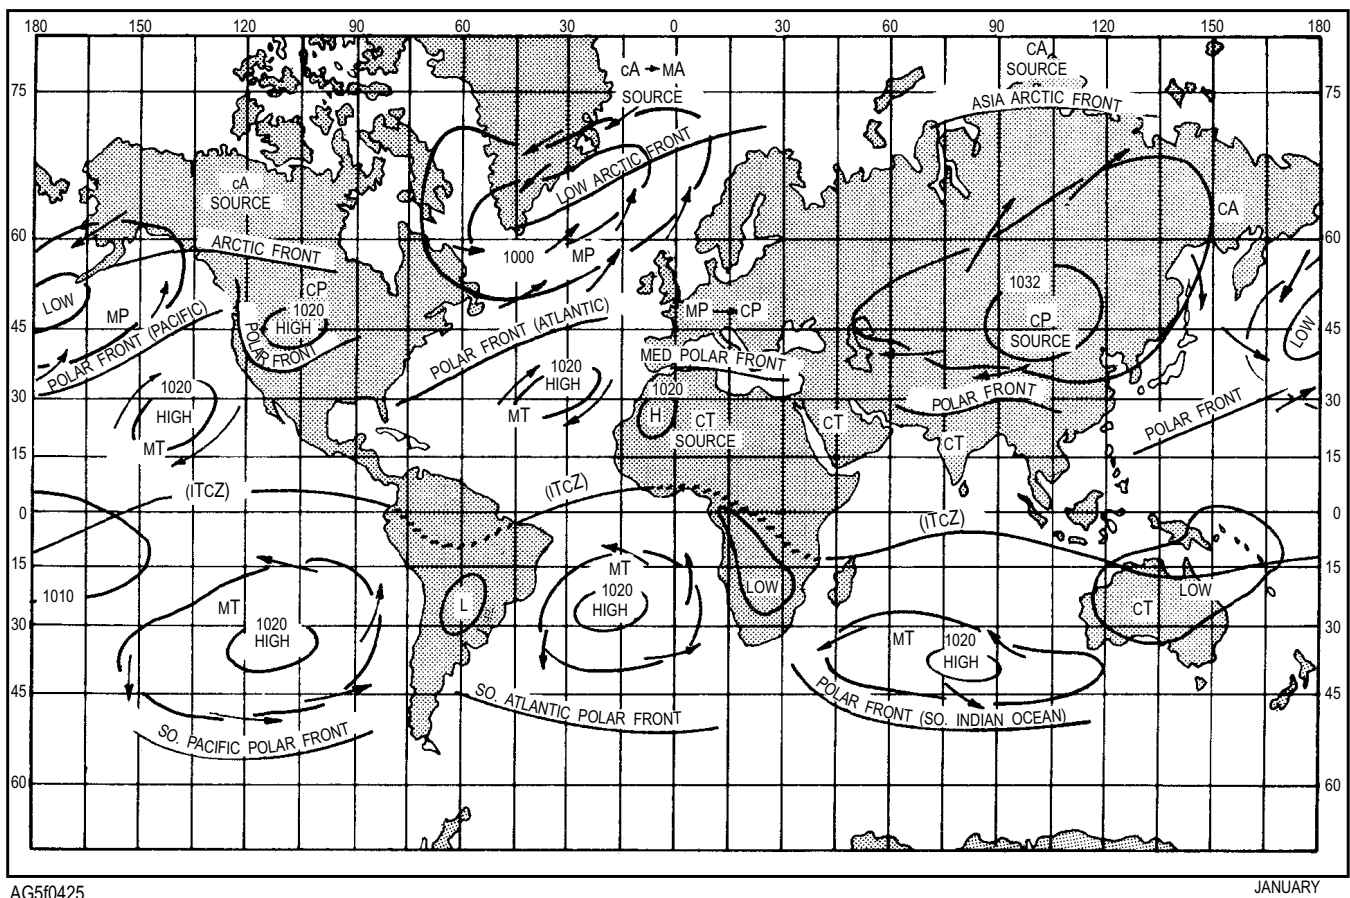 180 150 120 90 60 30 0 30 60 90 120 150 180
cA
SOURCE
cA → MA
SOURCE
75 75
ASIA ARCTIC FRONT
LOW ARCTIC FRONT
cA
SOURCE
CA
60 60
ARCTIC FRONT
1000
MP
1032
CP
LOW
MP
1020
HIGH
MP → CP
CP
SOURCE
LOW
45 45
POLAR FRONT (PACIFIC)
POLAR FRONT
POLAR FRONT (ATLANTIC)
MED POLAR FRONT
1020
HIGH
1020
HIGH
1020
H
POLAR FRONT
30 30
MT
MT
cT
SOURCE
cT
cT
POLAR FRONT
15 15
(ITCZ)
(ITCZ)
(ITCZ)
0 0
15 15
1010
MT
MT
1020
HIGH
LOW
LOW
L
cT
1020
HIGH
MT
1020
HIGH
30 30
45 45
SO. PACIFIC POLAR FRONT
SO. ATLANTIC POLAR FRONT
POLAR FRONT (SO. INDIAN OCEAN)
60 60
AG5f0425
JANUARY